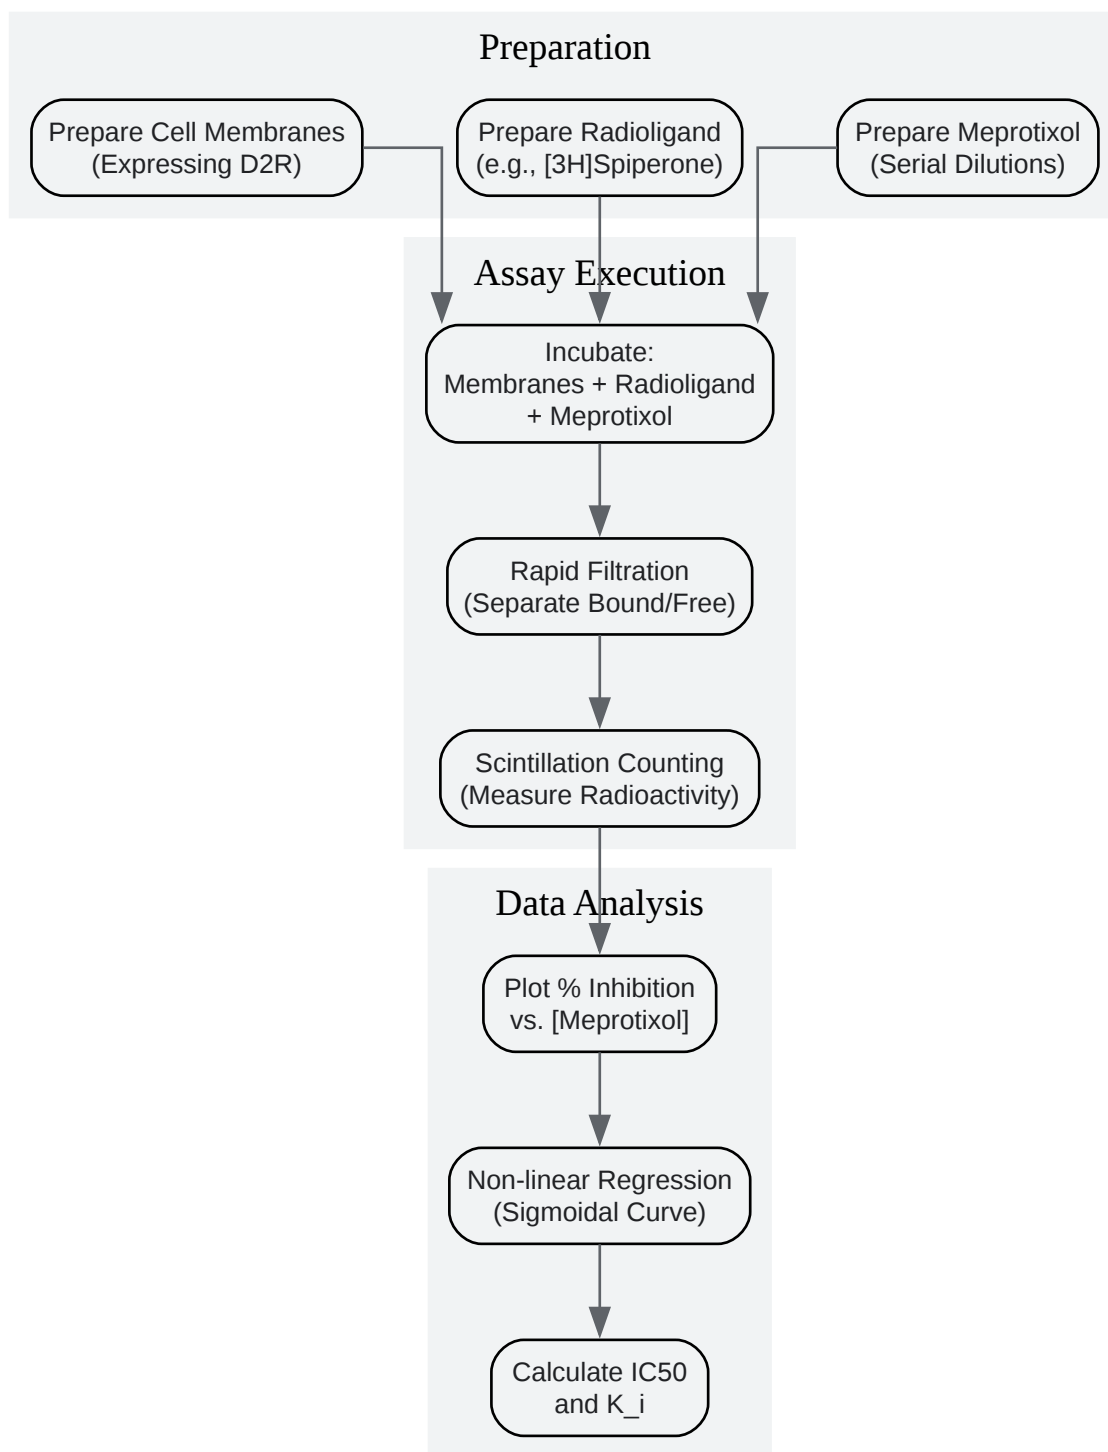 Preparation
Prepare Cell Membranes
(Expressing D2R)
Prepare Radioligand
(e.g., [3H]Spiperone)
Prepare Meprotixol
(Serial Dilutions)
Assay Execution
Incubate:
Membranes + Radioligand
+ Meprotixol
Rapid Filtration
(Separate Bound/Free)
Scintillation Counting
(Measure Radioactivity)
Data Analysis
Plot % Inhibition
vs. [Meprotixol]
Non-linear Regression
(Sigmoidal Curve)
Calculate IC50
and K_i